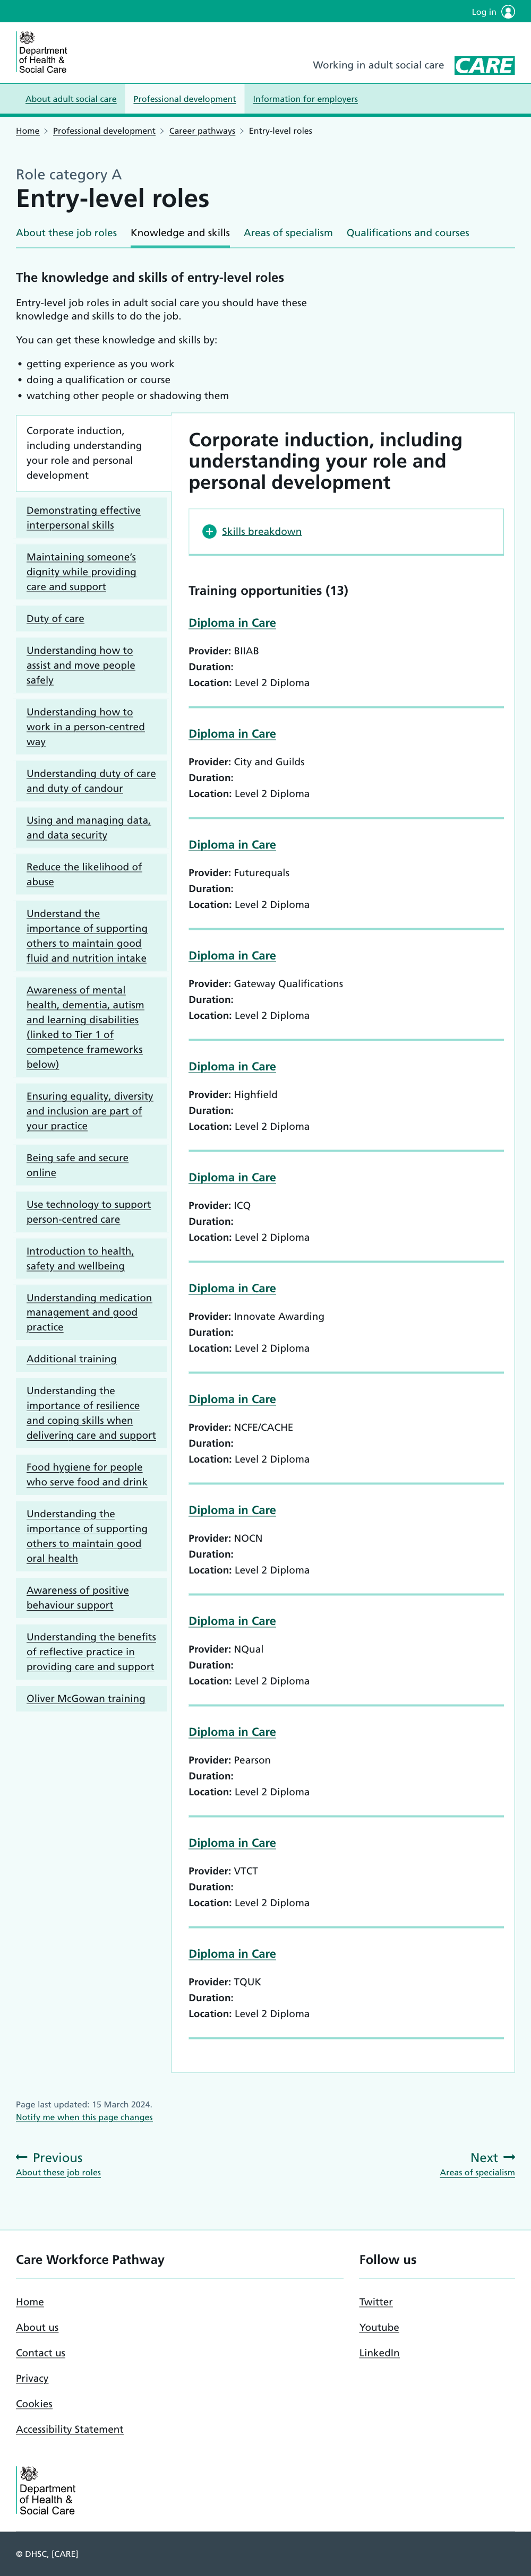 Log in
Department
of Health &
Social Care
Working in adult social care CARE
About adult social care Professional development Information for employers
Home > Professional development > Career pathways > Entry-level roles
Role category A
Entry-level roles
About these job roles Knowledge and skills Areas of specialism Qualifications and courses
The knowledge and skills of entry-level roles
Entry-level job roles in adult social care you should have these
knowledge and skills to do the job.
You can get these knowledge and skills by:
• getting experience as you work
• doing a qualification or course
• watching other people or shadowing them
Corporate induction,
including understanding
your role and personal
development
Demonstrating effective
interpersonal skills
Maintaining someone's
dignity while providing
care and support
Duty of care
Understanding how to
assist and move people
safely
Understanding how to
work in a person-centred
way
Understanding duty of care
and duty of candour
Using and managing data,
and data security
Reduce the likelihood of
abuse
Understand the
importance of supporting
others to maintain good
fluid and nutrition intake
Awareness of mental
health, dementia, autism
and learning disabilities
(linked to Tier 1 of
competence frameworks
below)
Ensuring equality, diversity
and inclusion are part of
your practice
Being safe and secure
online
Use technology to support
person-centred care
Introduction to health,
safety and wellbeing
Understanding medication
management and good
practice
Additional training
Understanding the
importance of resilience
and coping skills when
delivering care and support
Food hygiene for people
who serve food and drink
Understanding the
importance of supporting
others to maintain good
oral health
Awareness of positive
behaviour support
Understanding the benefits
of reflective practice in
providing care and support
Oliver McGowan training
Corporate induction, including
understanding your role and
personal development
Skills breakdown
Training opportunities (13)
Diploma in Care
Provider: BIIAB
Duration:
Location: Level 2 Diploma
Diploma in Care
Provider: City and Guilds
Duration:
Location: Level 2 Diploma
Diploma in Care
Provider: Futurequals
Duration:
Location: Level 2 Diploma
Diploma in Care
Provider: Gateway Qualifications
Duration:
Location: Level 2 Diploma
Diploma in Care
Provider: Highfield
Duration:
Location: Level 2 Diploma
Diploma in Care
Provider: ICQ
Duration:
Location: Level 2 Diploma
Diploma in Care
Provider: Innovate Awarding
Duration:
Location: Level 2 Diploma
Diploma in Care
Provider: NCFE/CACHE
Duration:
Location: Level 2 Diploma
Diploma in Care
Provider: NOCN
Duration:
Location: Level 2 Diploma
Diploma in Care
Provider: NQual
Duration:
Location: Level 2 Diploma
Diploma in Care
Provider: Pearson
Duration:
Location: Level 2 Diploma
Diploma in Care
Provider: VTCT
Duration:
Location: Level 2 Diploma
Diploma in Care
Provider: TQUK
Duration:
Location: Level 2 Diploma
Page last updated: 15 March 2024.
Notify me when this page changes
Previous
About these job roles
Next
Areas of specialism
Care Workforce Pathway
Home
About us
Contact us
Privacy
Cookies
Accessibility Statement
Follow us
Twitter
Youtube
LinkedIn
Department
of Health &
Social Care
© DHSC, [CARE]